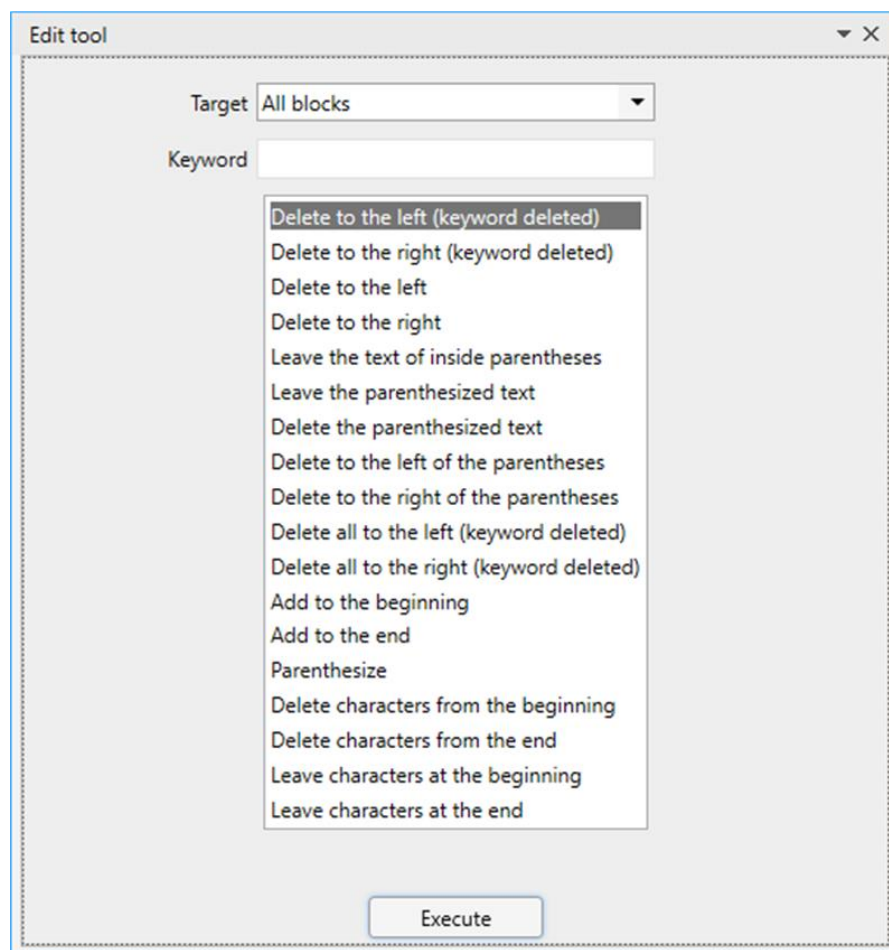 Edit tool
Target All blocks
Keyword
Delete to the left (keyword deleted)
Delete to the right (keyword deleted)
Delete to the left
Delete to the right
Leave the text of inside parentheses
Leave the parenthesized text
Delete the parenthesized text
Delete to the left of the parentheses
Delete to the right of the parentheses
Delete all to the left (keyword deleted)
Delete all to the right (keyword deleted)
Add to the beginning
Add to the end
Parenthesize
Delete characters from the beginning
Delete characters from the end
Leave characters at the beginning
Leave characters at the end
Execute